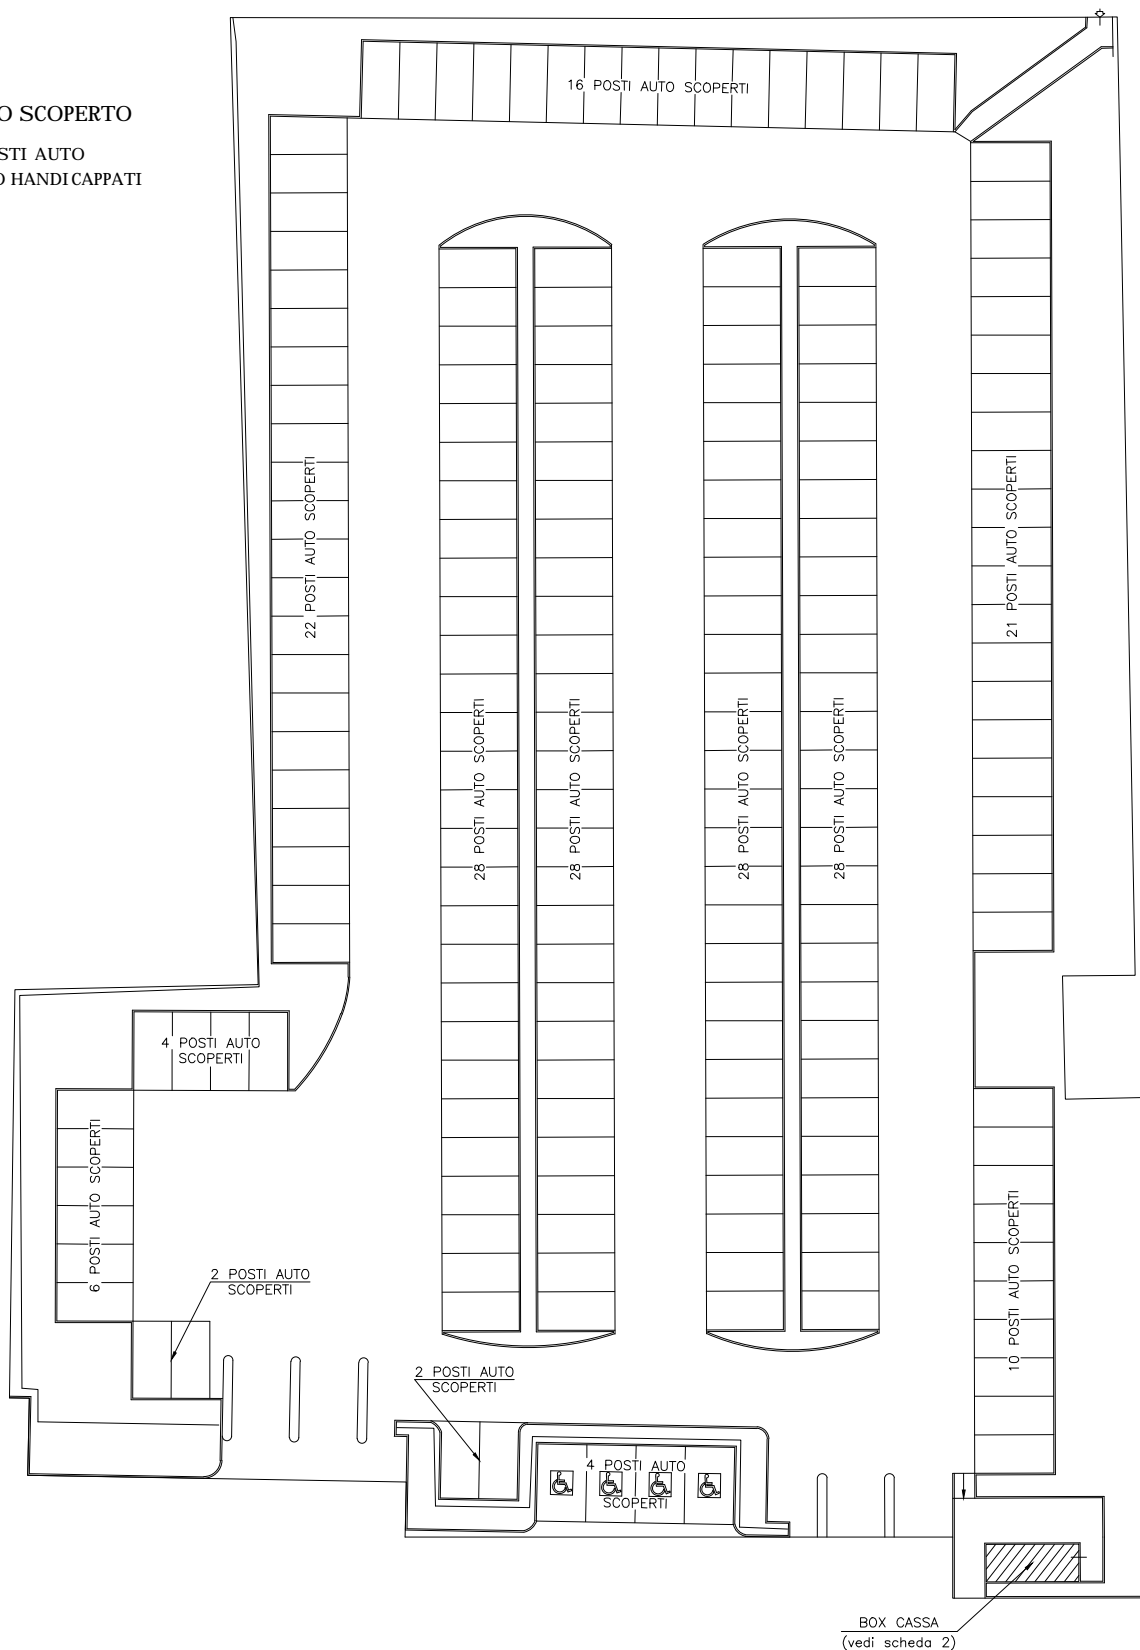 O SCOPERTO
STI AUTO
O HANDICAPPATI
16 POSTI AUTO SCOPERTI
22 POSTI AUTO SCOPERTI
21 POSTI AUTO SCOPERTI
28 POSTI AUTO SCOPERTI
28 POSTI AUTO SCOPERTI
28 POSTI AUTO SCOPERTI
28 POSTI AUTO SCOPERTI
4 POSTI AUTO
SCOPERTI
6 POSTI AUTO SCOPERTI
10 POSTI AUTO SCOPERTI
2 POSTI AUTO
SCOPERTI
2 POSTI AUTO
SCOPERTI
4 POSTI AUTO
SCOPERTI
BOX CASSA
(vedi scheda 2)